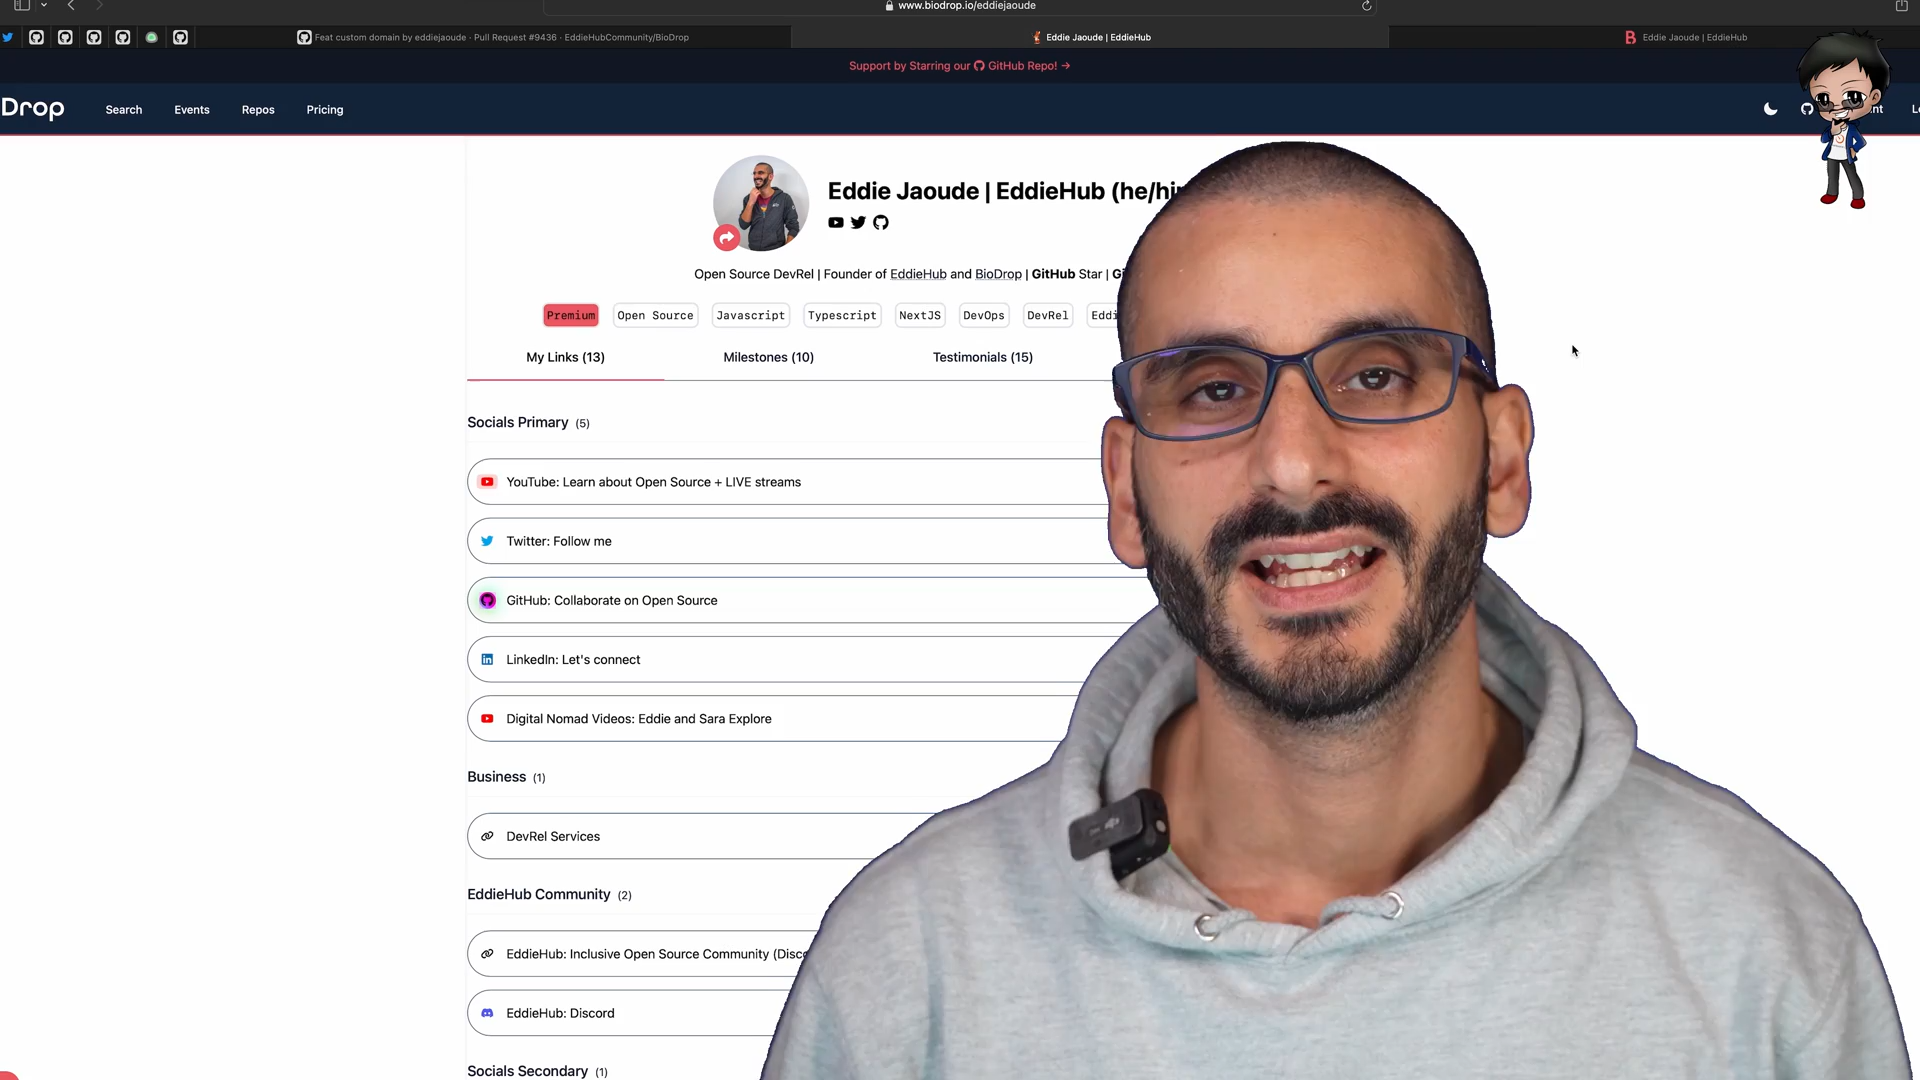 www.biodrop.io/eddiejaoude
Feat custom domain by eddiejaoude · Pull Request #9436 · EddieHubCommunity/BioDrop
Eddie Jaoude | EddieHub
Eddie Jaoude | EddieHub
Support by Starring our GitHub Repo! →
Drop
Search
Events
Repos
Pricing
Eddie Jaoude | EddieHub (he/hi
Open Source DevRel | Founder of EddieHub and BioDrop | GitHub Star |
Premium
Open Source
Javascript
Typescript
NextJS
DevOps
DevRel
Eddi
My Links (13)
Milestones (10)
Testimonials (15)
Socials Primary (5)
YouTube: Learn about Open Source + LIVE streams
Twitter: Follow me
GitHub: Collaborate on Open Source
LinkedIn: Let's connect
Digital Nomad Videos: Eddie and Sara Explore
Business (1)
DevRel Services
EddieHub Community (2)
EddieHub: Inclusive Open Source Community (Disco
EddieHub: Discord
Socials Secondary (1)